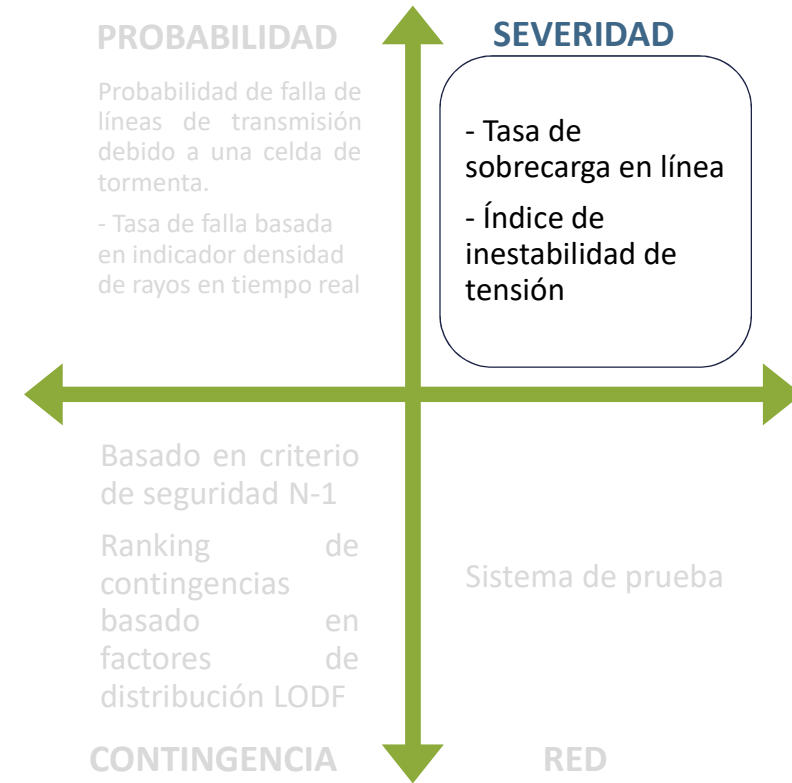 PROBABILIDAD
Probabilidad de falla de
líneas de transmisión
debido a una celda de
tormenta.
- Tasa de falla basada
en indicador densidad
de rayos en tiempo real
SEVERIDAD
- Tasa de
sobrecarga en línea
- Índice de
inestabilidad de
tensión
Basado en criterio
de seguridad N-1
Ranking de
contingencias
basado en
factores de
distribución LODF
CONTINGENCIA
Sistema de prueba
RED